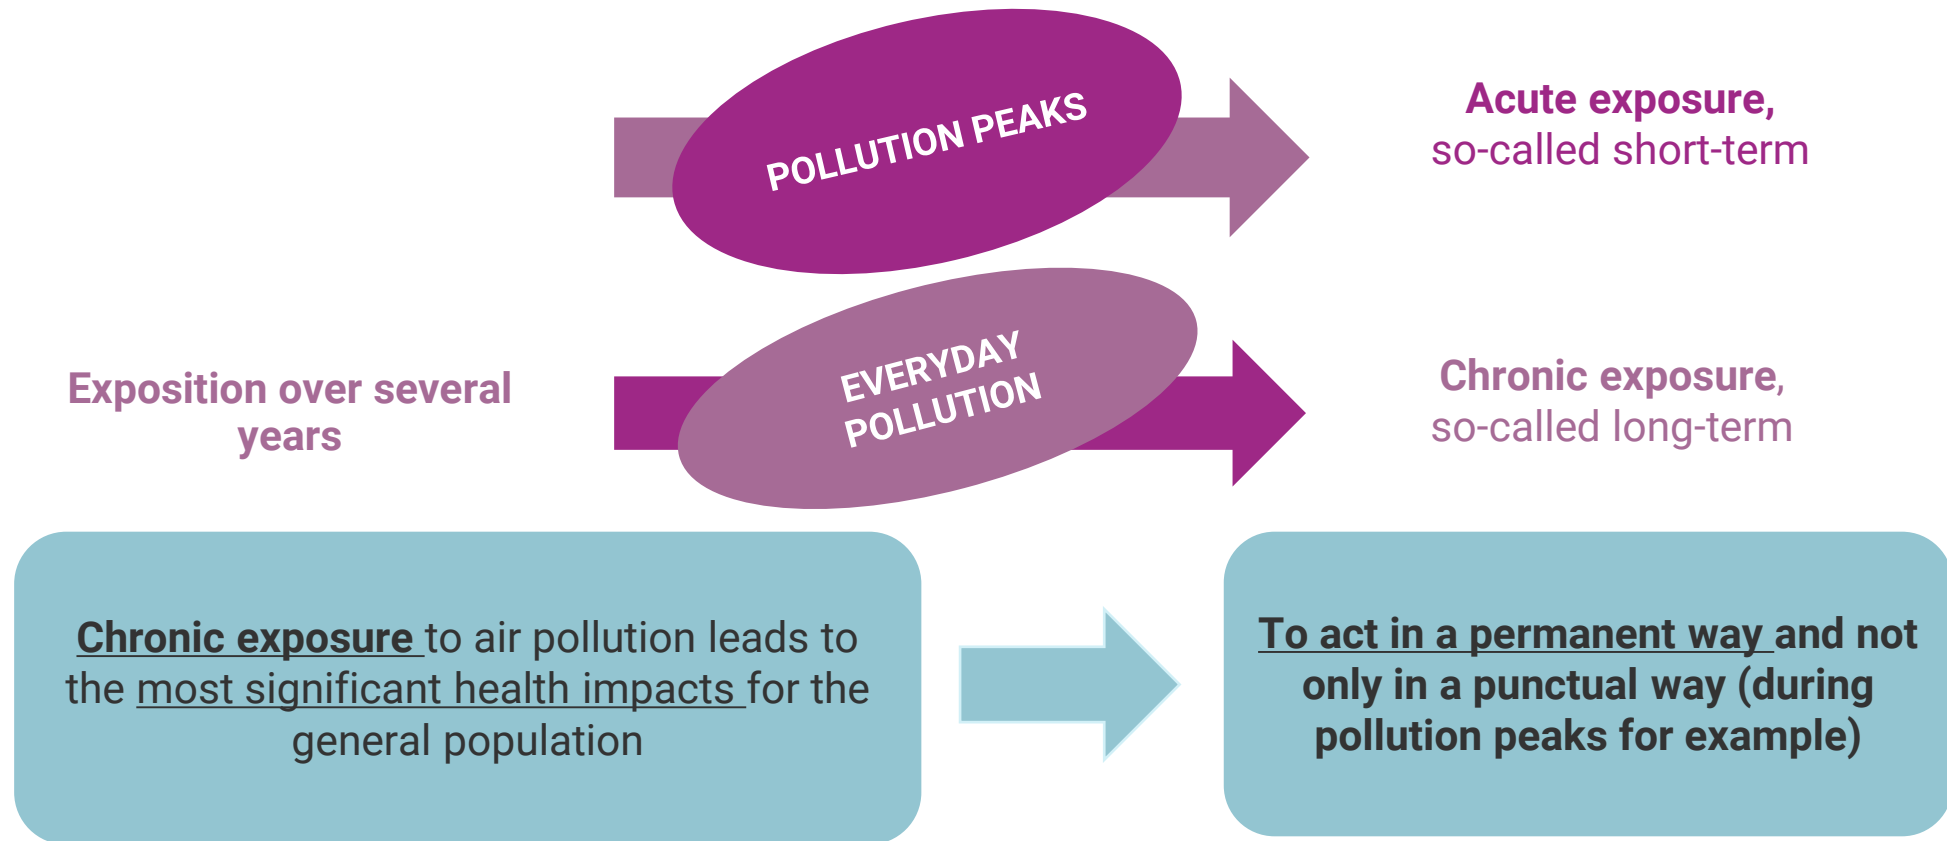 POLLUTION PEAKS
Acute exposure,
so-called short-term
Exposition over several
years
EVERYDAY
POLLUTION
Chronic exposure,
so-called long-term
Chronic exposure to air pollution leads to
the most significant health impacts for the
general population
To act in a permanent way and not
only in a punctual way (during
pollution peaks for example)